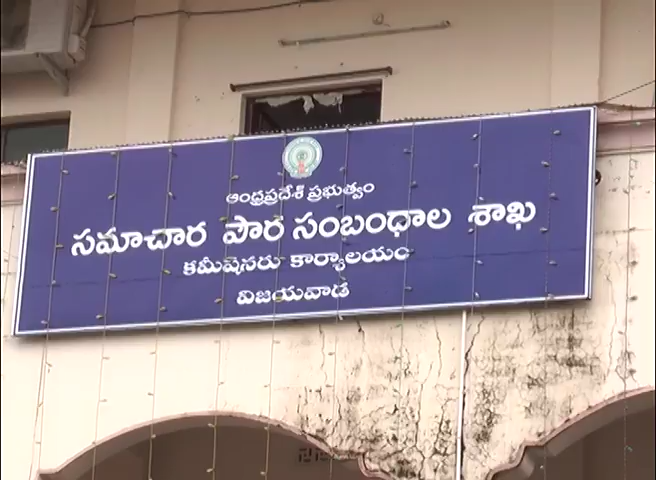 ఆంధ్రప్రదేశ్ ప్రభుత్వం
సమాచార పౌర సంబంధాల శాఖ
కమీషనరు కార్యాలయం
విజయవాడ